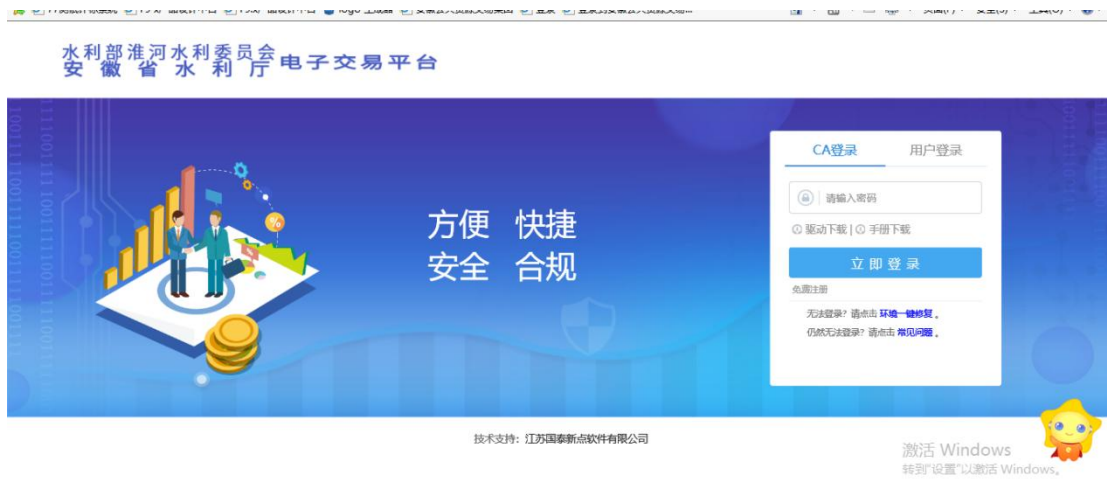 水利部淮河水利委员会
安徽省水利厅
电子交易平台
CA登录 用户登录
请输入密码
驱动下载 | 手册下载
立即登录
免费注册
无法登录？请点击 环境一键修复 。
仍然无法登录？请点击 常见问题 。
方便 快捷
安全 合规
技术支持：江苏国泰新点软件有限公司
激活 Windows
转到“设置”以激活 Windows。